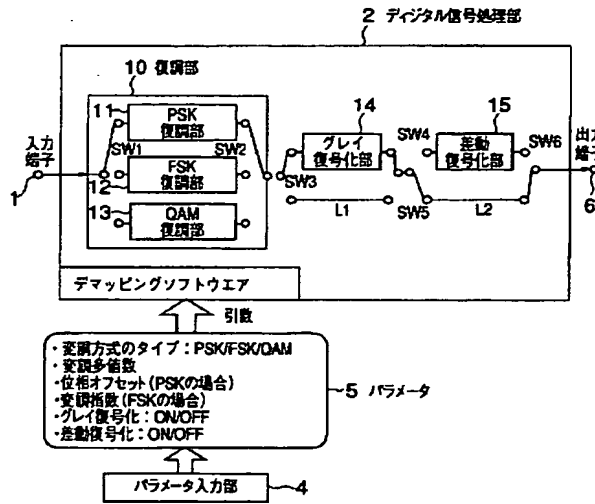 2 ディジタル信号処理部
10 復調部
11
PSK
復調部
SW1
SW2
12
FSK
復調部
13
QAM
復調部
入力
端子
1
14
グレイ
復号化部
SW3
L1
15
差動
復号化部
SW4
SW5
SW6
L2
出力
端子
6
デマッピングソフトウエア
引数
・変調方式のタイプ：PSK/FSK/QAM
・変調多値数
・位相オフセット（PSKの場合）
・変調指数（FSKの場合）
・グレイ復号化：ON/OFF
・差動復号化：ON/OFF
5 パラメータ
パラメータ入力部
4